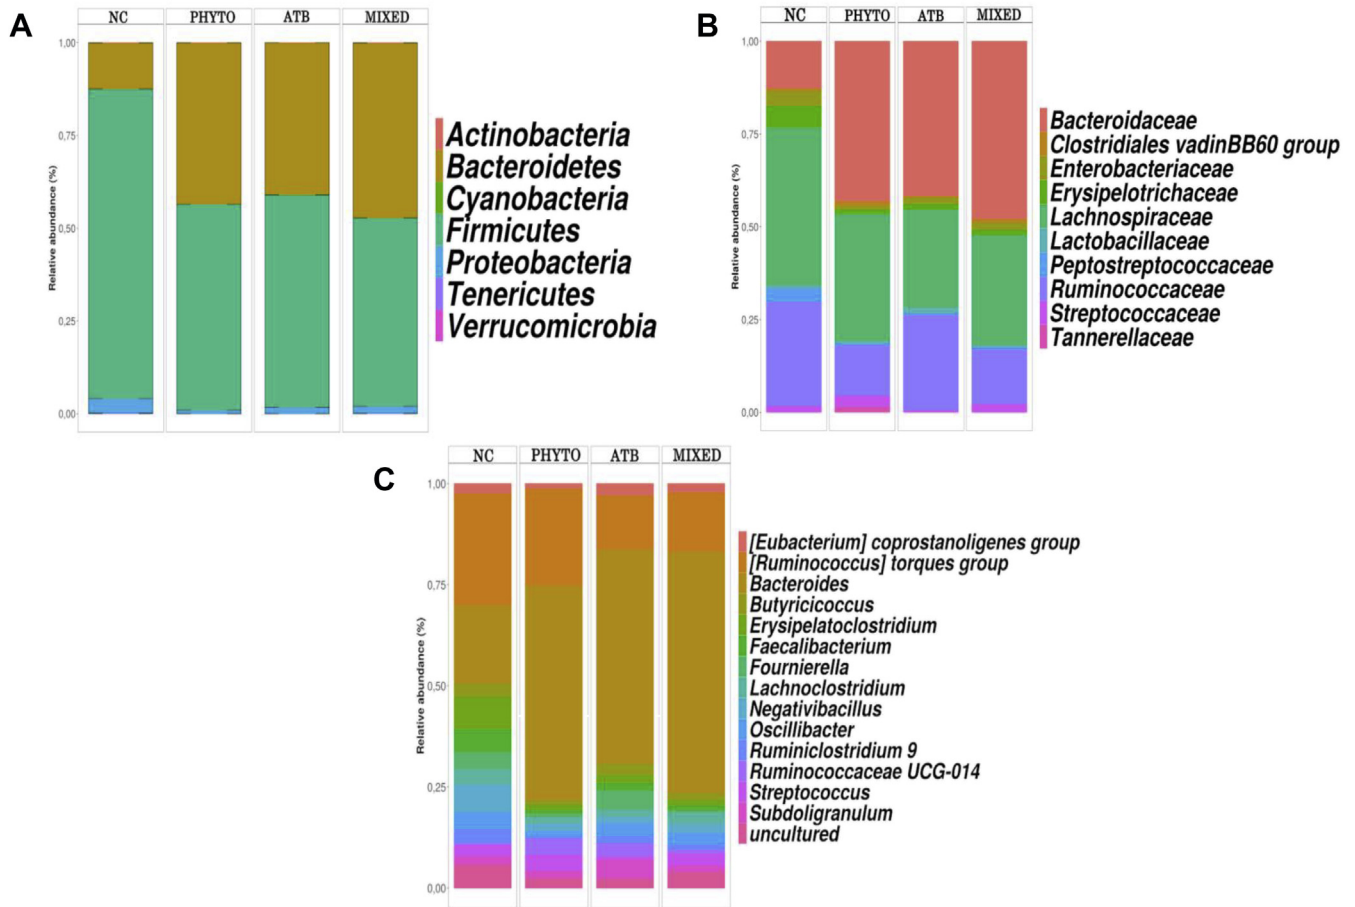 A
NC PHYTO ATB MIXED
1,00
0,75
0,50
0,25
0,00
Relative abundance (%)
Actinobacteria
Bacteroidetes
Cyanobacteria
Firmicutes
Proteobacteria
Tenericutes
Verrucomicrobia
B
NC PHYTO ATB MIXED
1,00
0,75
0,50
0,25
0,00
Relative abundance (%)
Bacteroidaceae
Clostridiales vadinBB60 group
Enterobacteriaceae
Erysipelotrichaceae
Lachnospiraceae
Lactobacillaceae
Peptostreptococcaceae
Ruminococcaceae
Streptococcaceae
Tannerellaceae
C
NC PHYTO ATB MIXED
1,00
0,75
0,50
0,25
0,00
Relative abundance (%)
[Eubacterium] coprostanoligenes group
[Ruminococcus] torques group
Bacteroides
Butyricicoccus
Erysipelatoclostridium
Faecalibacterium
Fournierella
Lachnoclostridium
Negativibacillus
Oscillibacter
Ruminiclostridium 9
Ruminococcaceae UCG-014
Streptococcus
Subdoligranulum
uncultured